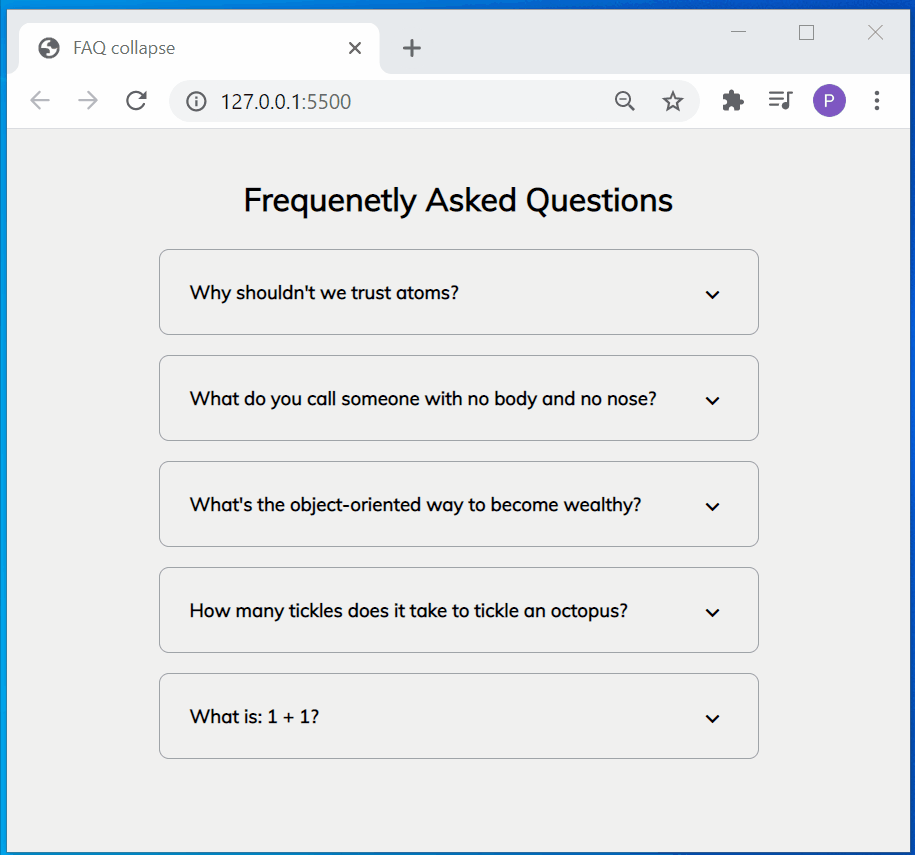 FAQ collapse
127.0.0.1:5500
P
Frequenetly Asked Questions
Why shouldn't we trust atoms?
What do you call someone with no body and no nose?
What's the object-oriented way to become wealthy?
How many tickles does it take to tickle an octopus?
What is: 1 + 1?